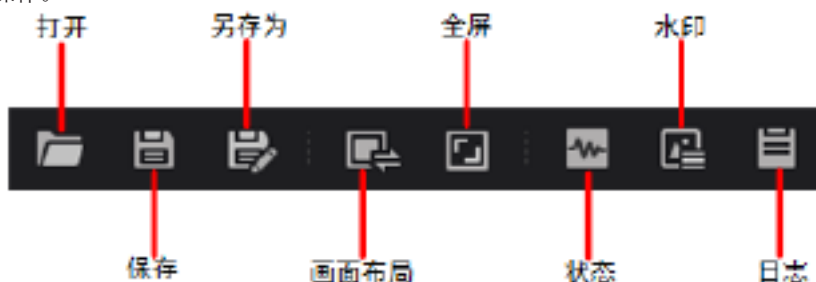 打开 另存为 全屏 水印
保存 画面布局 状态 日志